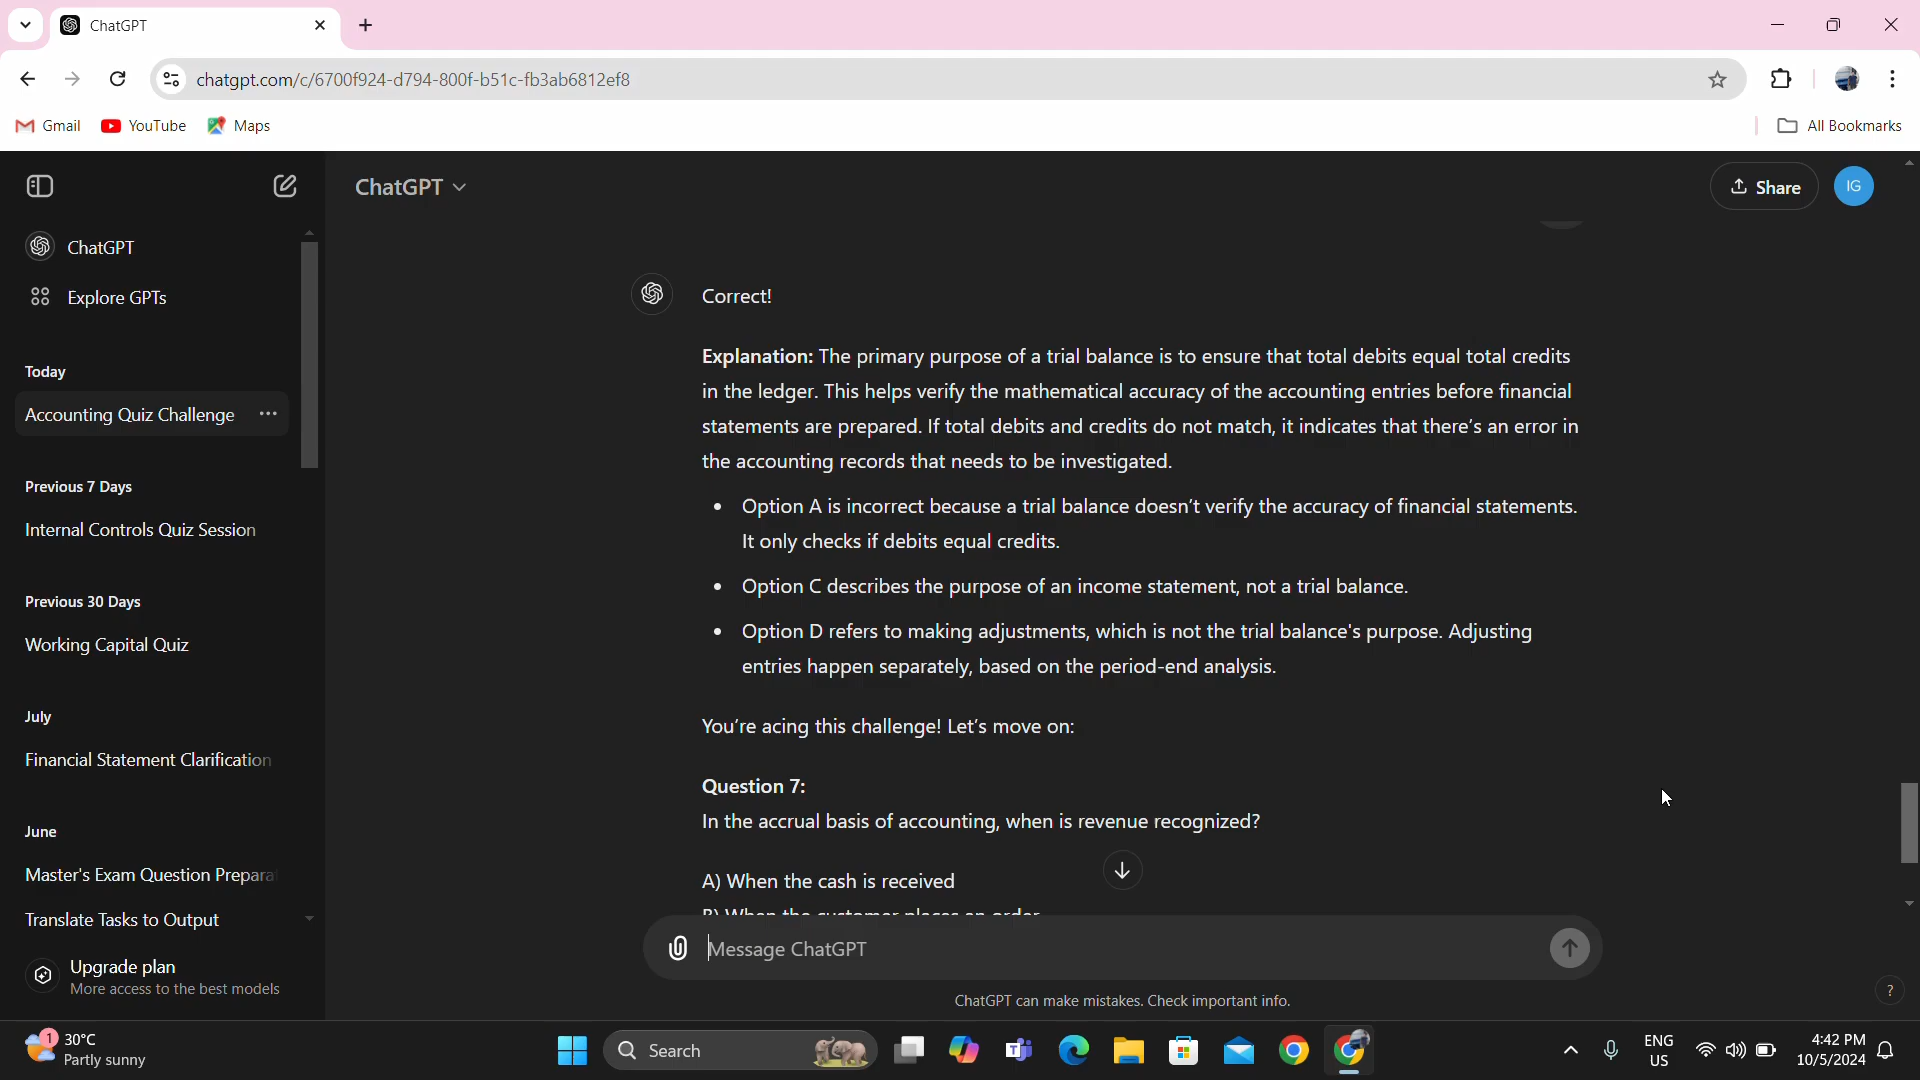 ChatGPT
chatgpt.com/c/6700f924-d794-800f-b51c-fb3ab6812ef8
Gmail YouTube Maps All Bookmarks
ChatGPT
Share
IG
ChatGPT
Explore GPTs
Today
Accounting Quiz Challenge
Previous 7 Days
Internal Controls Quiz Session
Previous 30 Days
Working Capital Quiz
July
Financial Statement Clarification
June
Master's Exam Question Prepara
Translate Tasks to Output
Upgrade plan
More access to the best models
Correct!
Explanation: The primary purpose of a trial balance is to ensure that total debits equal total credits
in the ledger. This helps verify the mathematical accuracy of the accounting entries before financial
statements are prepared. If total debits and credits do not match, it indicates that there's an error in
the accounting records that needs to be investigated.
• Option A is incorrect because a trial balance doesn't verify the accuracy of financial statements.
It only checks if debits equal credits.
• Option C describes the purpose of an income statement, not a trial balance.
• Option D refers to making adjustments, which is not the trial balance's purpose. Adjusting
entries happen separately, based on the period-end analysis.
You're acing this challenge! Let's move on:
Question 7:
In the accrual basis of accounting, when is revenue recognized?
A) When the cash is received
B) When the customer places an order
Message ChatGPT
ChatGPT can make mistakes. Check important info.
?
1
30°C
Partly sunny
Search
ENG
US
4:42 PM
10/5/2024